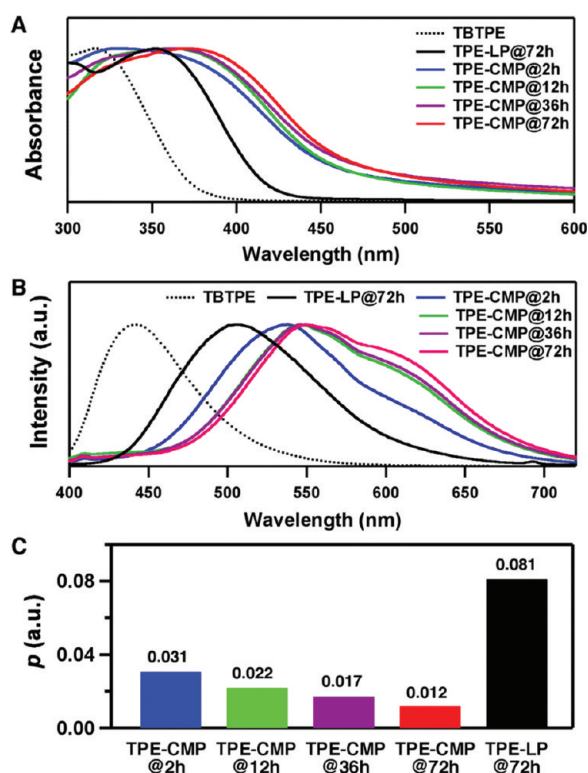 A
Absorbance
TBTPE
TPE-LP@72h
TPE-CMP@2h
TPE-CMP@12h
TPE-CMP@36h
TPE-CMP@72h
300 350 400 450 500 550 600
Wavelength (nm)
B
Intensity (a.u.)
TBTPE TPE-LP@72h TPE-CMP@2h
TPE-CMP@12h
TPE-CMP@36h
TPE-CMP@72h
400 450 500 550 600 650 700
Wavelength (nm)
C
p (a.u.)
0.08
0.04
0.00
0.031
0.022
0.017
0.012
0.081
TPE-CMP TPE-CMP TPE-CMP TPE-CMP TPE-LP
@2h @12h @36h @72h @72h